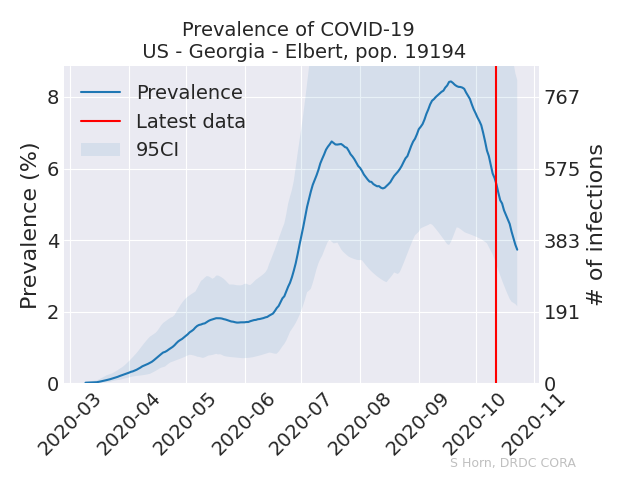 Prevalence of COVID-19
US - Georgia - Elbert, pop. 19194
Prevalence
Latest data
95CI
Prevalence (%)
8
6
4
2
0
767
575
383
191
0
# of infections
2020-03
2020-04
2020-05
2020-06
2020-07
2020-08
2020-09
2020-10
2020-11
S Horn, DRDC CORA